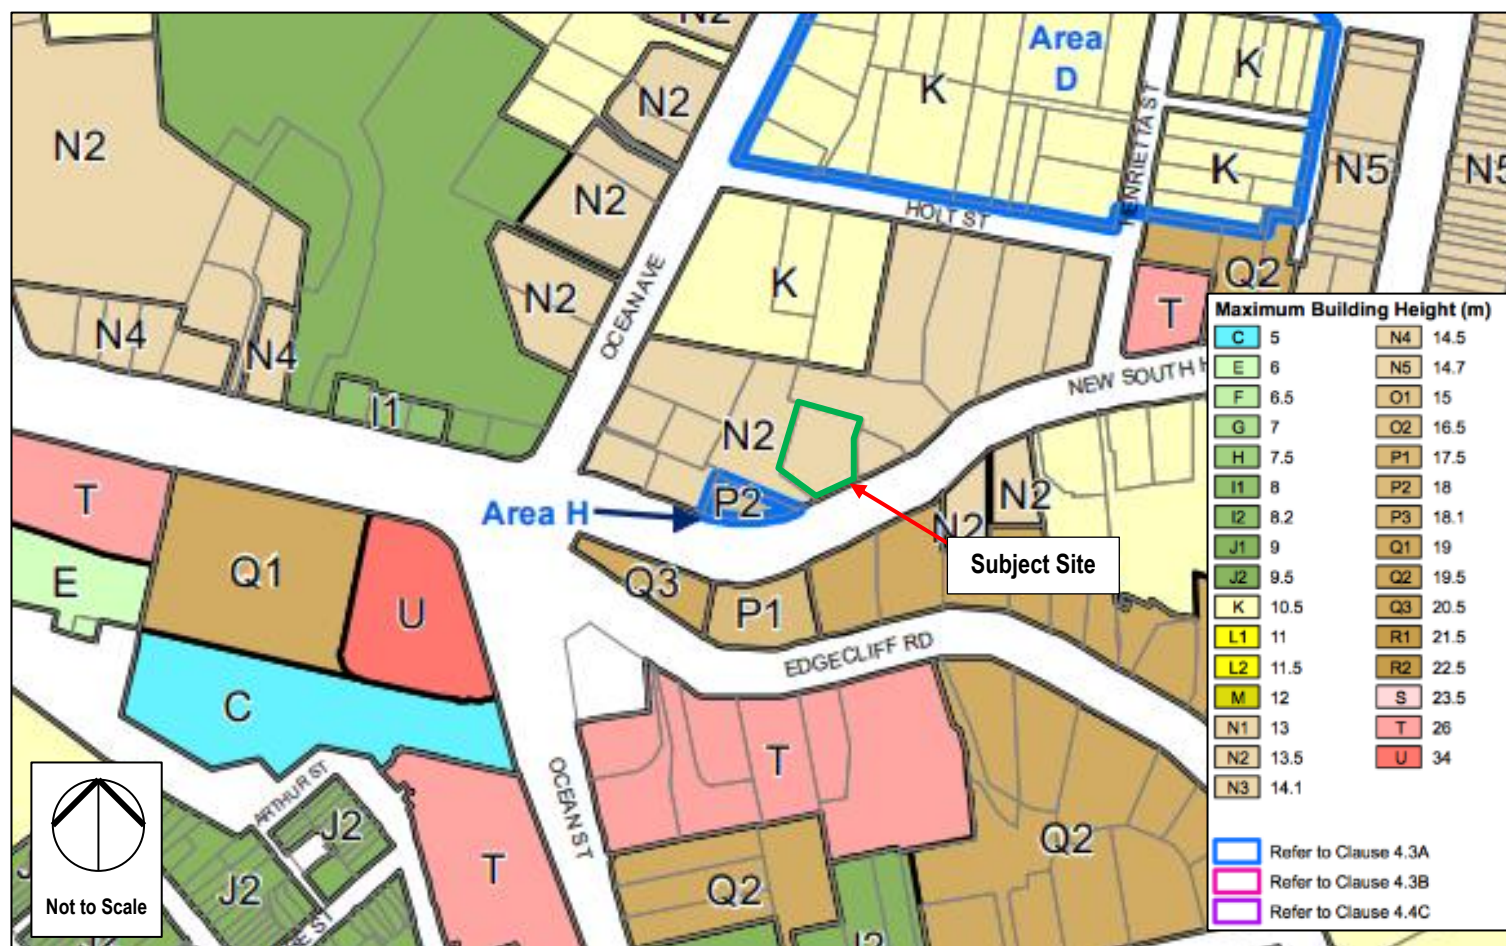 N2
Area
D
K
K
N2
N2
N2
HENRIETTA ST
K
N5
N5
N2
HOLT ST
OCEAN AVE
K
N2
Q2
T
N4
N4
I1
NEW SOUTH H
N2
P2
Area H
N2
N2
Subject Site
T
Q1
E
U
Q3
P1
EDGECLIFF RD
C
T
OCEAN ST
ARTHUR ST
J2
J2
T
Q2
Q2
J2
E ST
Not to Scale
Maximum Building Height (m)
C 5
E 6
F 6.5
G 7
H 7.5
I1 8
I2 8.2
J1 9
J2 9.5
K 10.5
L1 11
L2 11.5
M 12
N1 13
N2 13.5
N3 14.1
N4 14.5
N5 14.7
O1 15
O2 16.5
P1 17.5
P2 18
P3 18.1
Q1 19
Q2 19.5
Q3 20.5
R1 21.5
R2 22.5
S 23.5
T 26
U 34
Refer to Clause 4.3A
Refer to Clause 4.3B
Refer to Clause 4.4C